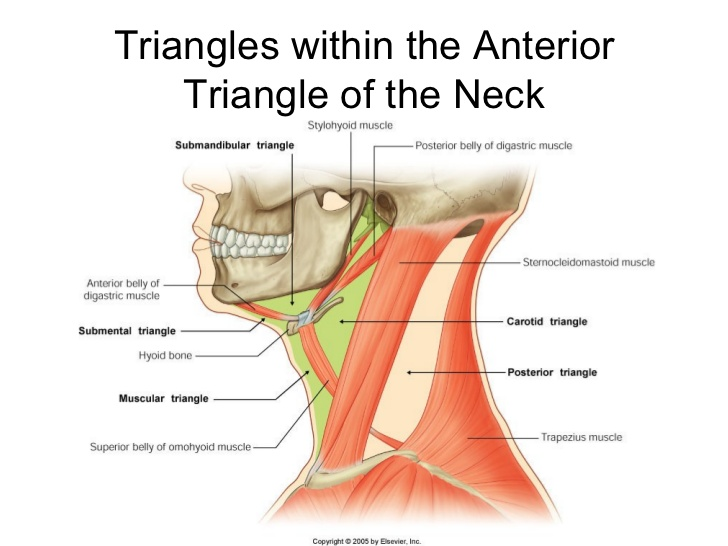 Triangles within the Anterior
Triangle of the Neck
Stylohyoid muscle
Submandibular triangle
Posterior belly of digastric muscle
Sternocleidomastoid muscle
Anterior belly of
digastric muscle
Submental triangle
Carotid triangle
Hyoid bone
Posterior triangle
Muscular triangle
Superior belly of omohyoid muscle
Trapezius muscle
Copyright © 2005 by Elsevier, Inc.